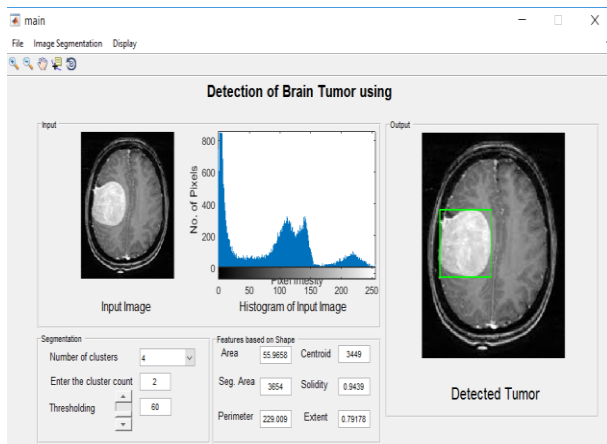 main
File Image Segmentation Display
Detection of Brain Tumor using
Input
Output
800
600
400
200
0
No. of Pixels
0 50 100 150 200 250
Pixel Intesity
Input Image
Histogram of Input Image
Detected Tumor
Segmentation
Number of clusters 4
Enter the cluster count 2
Thresholding 60
Features based on Shape
Area 55.9658 Centroid 3449
Seg. Area 3654 Solidity 0.9439
Perimeter 229.009 Extent 0.79178